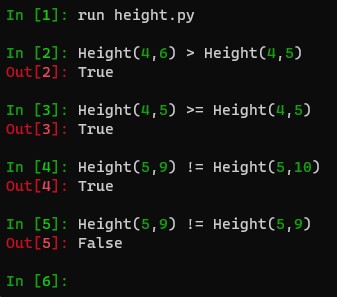 In [1]: run height.py
In [2]: Height(4,6) > Height(4,5)
Out[2]: True
In [3]: Height(4,5) >= Height(4,5)
Out[3]: True
In [4]: Height(5,9) != Height(5,10)
Out[4]: True
In [5]: Height(5,9) != Height(5,9)
Out[5]: False
In [6]: